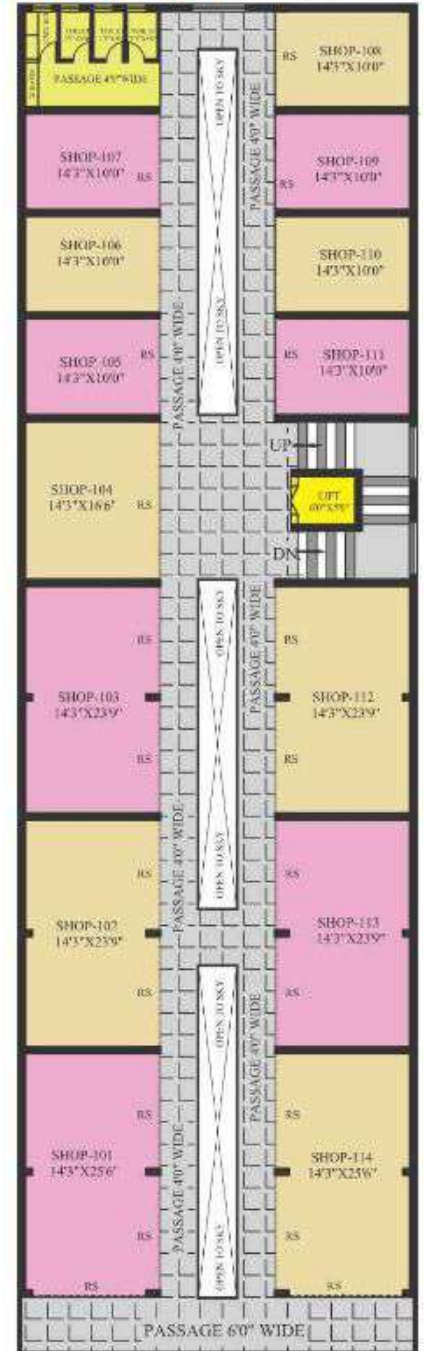 PASSAGE 4'0" WIDE
OPEN TO SKY
RS
SHOP-108
14'3"X10'0"
SHOP-107
14'3"X10'0"
RS
PASSAGE 4'0" WIDE
SHOP-109
14'3"X10'0"
RS
SHOP-106
14'3"X10'0"
SHOP-110
14'3"X10'0"
PASSAGE 4'0" WIDE
OPEN TO SKY
SHOP-105
14'3"X10'0"
RS
RS
SHOP-111
14'3"X10'0"
UP
SHOP-104
14'3"X16'6"
RS
LIFT
DN
OPEN TO SKY
PASSAGE 4'0" WIDE
RS
RS
SHOP-103
14'3"X23'9"
SHOP-112
14'3"X23'9"
RS
RS
PASSAGE 4'0" WIDE
OPEN TO SKY
RS
RS
SHOP-102
14'3"X23'9"
SHOP-113
14'3"X23'9"
RS
RS
OPEN TO SKY
PASSAGE 4'0" WIDE
RS
RS
SHOP-101
14'3"X25'6"
SHOP-114
14'3"X25'6"
PASSAGE 4'0" WIDE
RS
RS
OPEN TO SKY
RS
RS
PASSAGE 6'0" WIDE